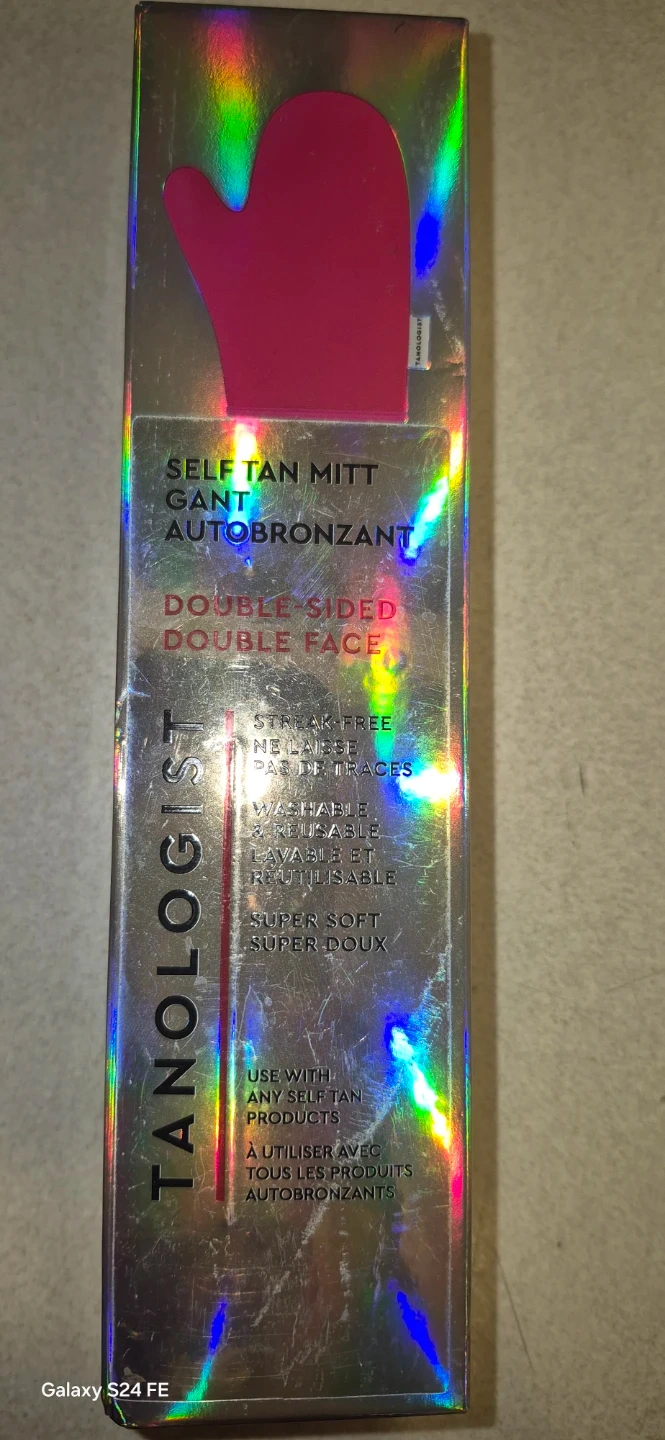 TANOLOGIST
SELF TAN MITT
GANT
AUTOBRONZANT
DOUBLE-SIDED
DOUBLE FACE
TANOLOGIST
STREAK-FREE
NE LAISSE
PAS DE TRACES
WASHABLE
& REUSABLE
LAVABLE ET
RÉUTILISABLE
SUPER SOFT
SUPER DOUX
USE WITH
ANY SELF TAN
PRODUCTS
À UTILISER AVEC
TOUS LES PRODUITS
AUTOBRONZANTS
Galaxy S24 FE